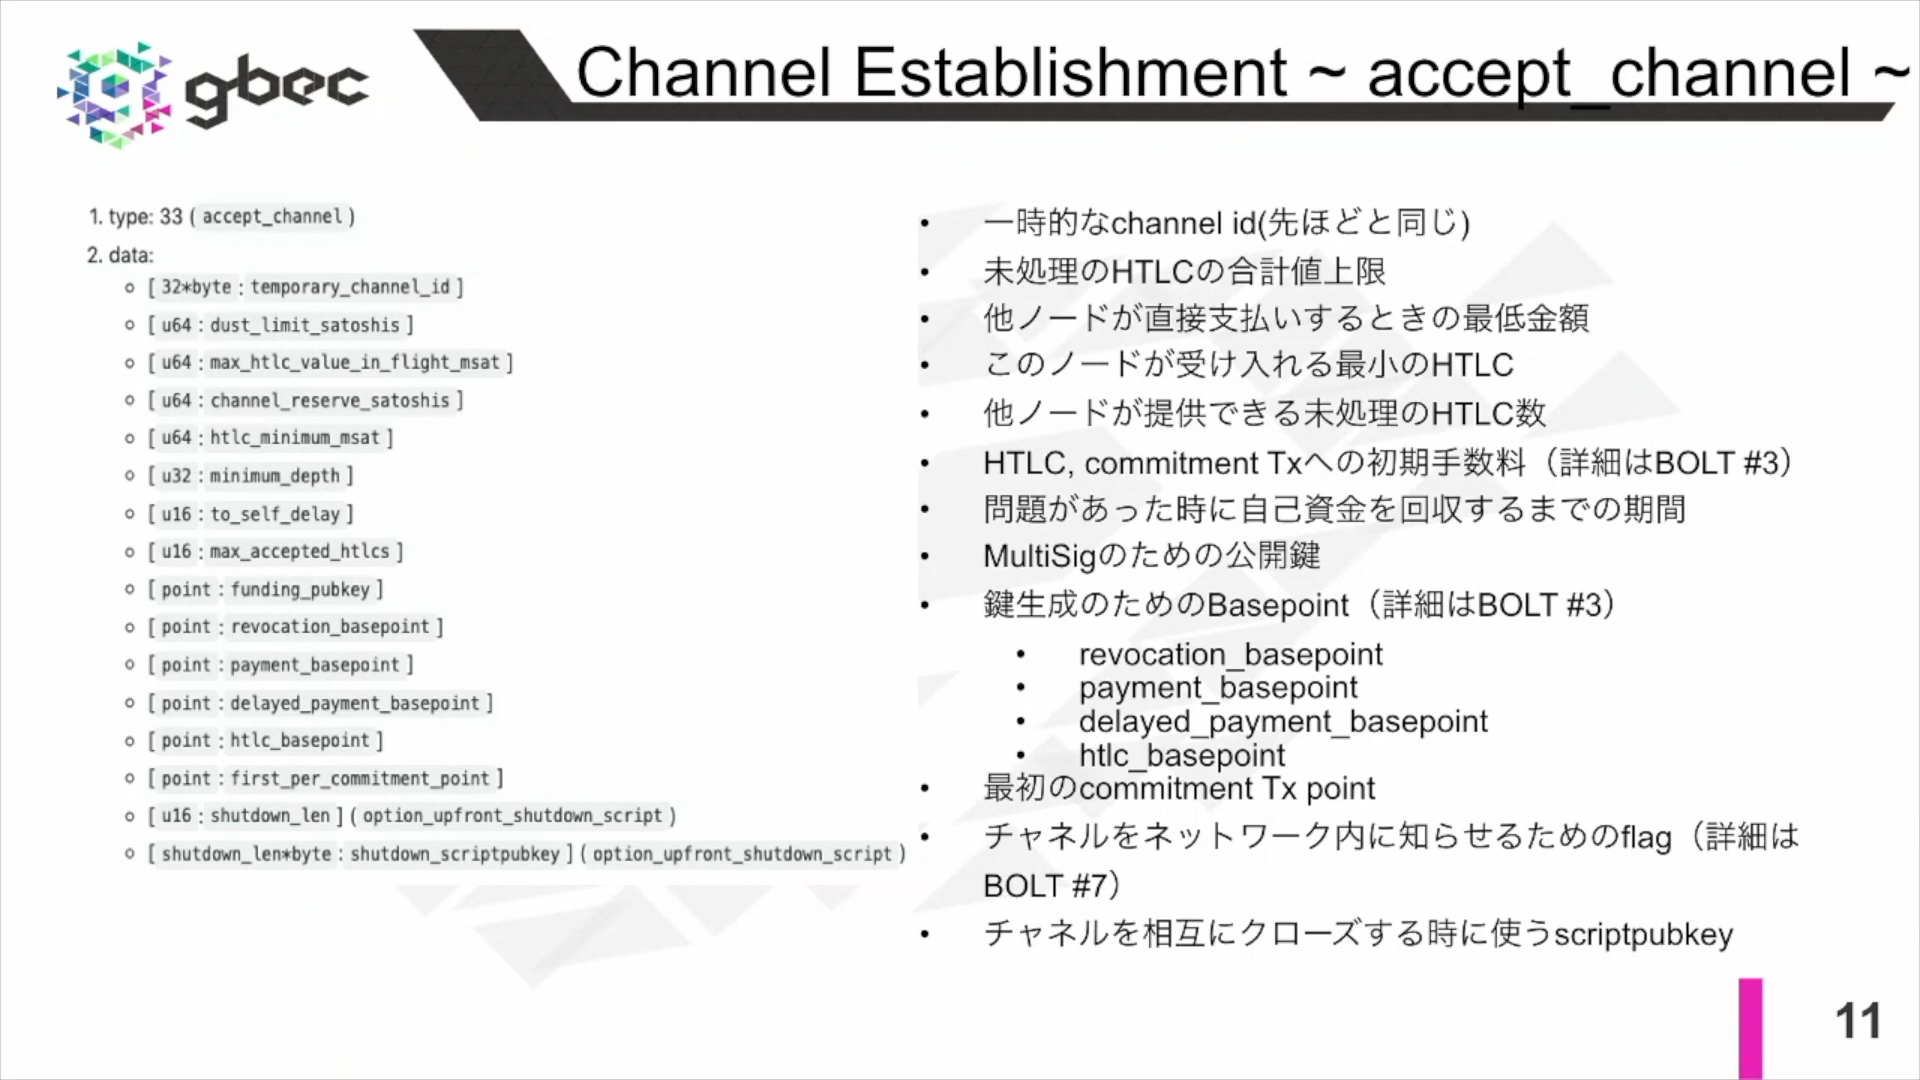 gbec
Channel Establishment ~ accept_channel ~
1. type: 33 ( accept_channel )
2. data:
[ 32*byte : temporary_channel_id ]
[ u64 : dust_limit_satoshis ]
[ u64 : max_htlc_value_in_flight_msat ]
[ u64 : channel_reserve_satoshis ]
[ u64 : htlc_minimum_msat ]
[ u32 : minimum_depth ]
[ u16 : to_self_delay ]
[ u16 : max_accepted_htlcs ]
[ point : funding_pubkey ]
[ point : revocation_basepoint ]
[ point : payment_basepoint ]
[ point : delayed_payment_basepoint ]
[ point : htlc_basepoint ]
[ point : first_per_commitment_point ]
[ u16 : shutdown_len ] ( option_upfront_shutdown_script )
[ shutdown_len*byte : shutdown_scriptpubkey ] ( option_upfront_shutdown_script )
• 一時的なchannel id(先ほどと同じ)
• 未処理のHTLCの合計値上限
• 他ノードが直接支払いするときの最低金額
• このノードが受け入れる最小のHTLC
• 他ノードが提供できる未処理のHTLC数
• HTLC, commitment Txへの初期手数料（詳細はBOLT #3）
• 問題があった時に自己資金を回収するまでの期間
• MultiSigのための公開鍵
• 鍵生成のためのBasepoint（詳細はBOLT #3）
• revocation_basepoint
• payment_basepoint
• delayed_payment_basepoint
• htlc_basepoint
• 最初のcommitment Tx point
• チャネルをネットワーク内に知らせるためのflag（詳細は
BOLT #7）
• チャネルを相互にクローズする時に使うscriptpubkey
11